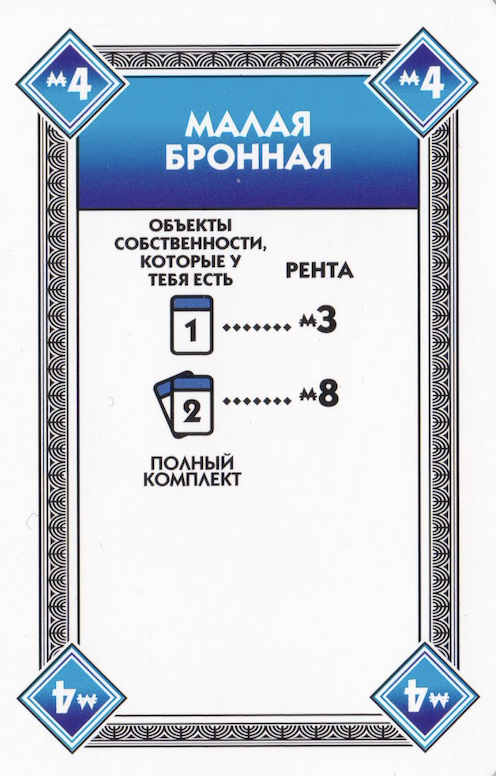 ₩4
₩4
МАЛАЯ
БРОННАЯ
ОБЪЕКТЫ
СОБСТВЕННОСТИ,
КОТОРЫЕ У
ТЕБЯ ЕСТЬ
РЕНТА
1 ........ ₩3
2 ........ ₩8
ПОЛНЫЙ
КОМПЛЕКТ
₩4
₩4